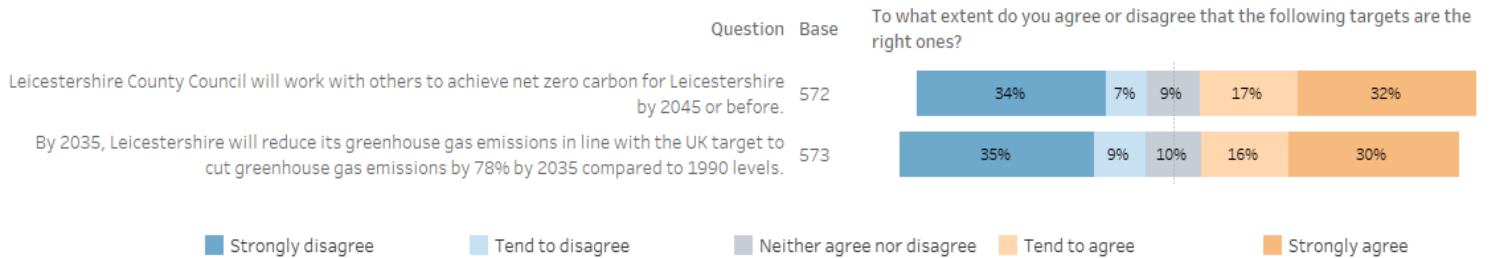 Question Base To what extent do you agree or disagree that the following targets are the
right ones?
Leicestershire County Council will work with others to achieve net zero carbon for Leicestershire
by 2045 or before.
572 34% 7% 9% 17% 32%
By 2035, Leicestershire will reduce its greenhouse gas emissions in line with the UK target to
cut greenhouse gas emissions by 78% by 2035 compared to 1990 levels.
573 35% 9% 10% 16% 30%
Strongly disagree Tend to disagree Neither agree nor disagree Tend to agree Strongly agree